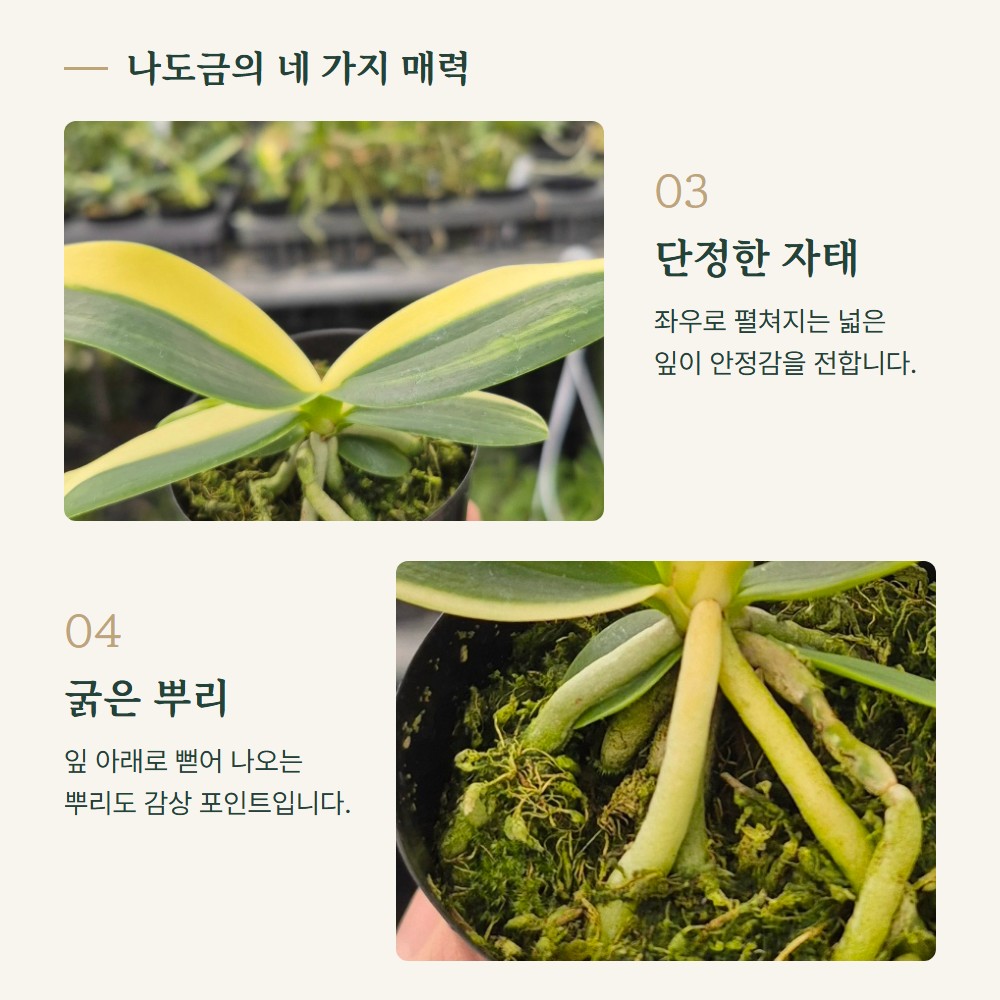 나도금의 네 가지 매력
03
단정한 자태
좌우로 펼쳐지는 넓은
잎이 안정감을 전합니다.
04
굵은 뿌리
잎 아래로 뻗어 나오는
뿌리도 감상 포인트입니다.